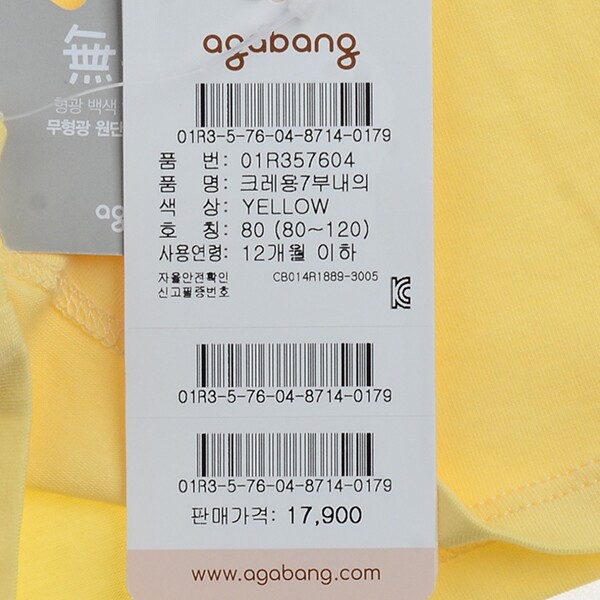 agabang
無
형광 백색
무형광 원단
ag
01R3-5-76-04-8714-0179
품 번: 01R357604
품 명: 크레용7부내의
색 상: YELLOW
호 칭: 80 (80~120)
사용연령: 12개월 이하
자율안전확인 CB014R1889-3005
신고필증번호
01R3-5-76-04-8714-0179
01R3-5-76-04-8714-0179
판매가격: 17,900
www.agabang.com